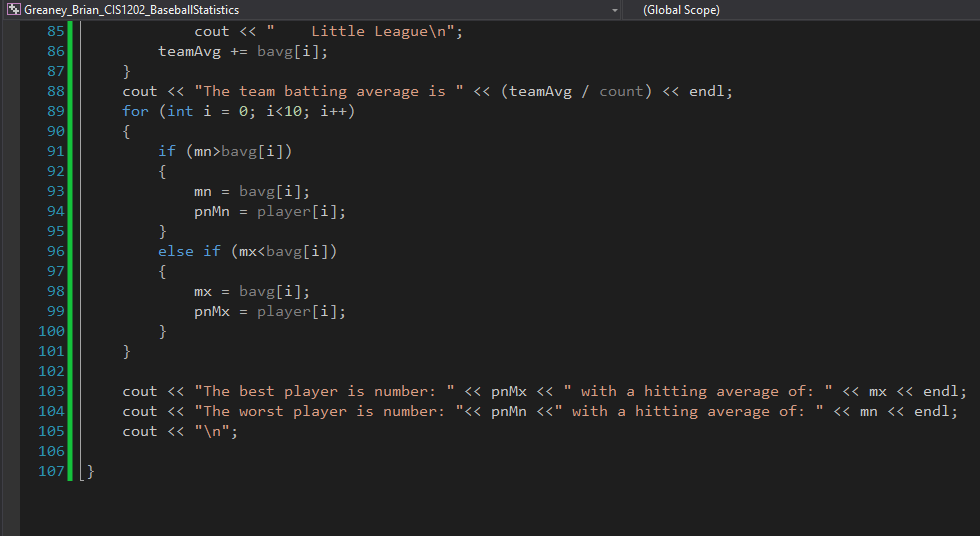 Greaney_Brian_CIS1202_BaseballStatistics (Global Scope)
85 cout << "    Little League\n";
86 teamAvg += bavg[i];
87 }
88 cout << "The team batting average is " << (teamAvg / count) << endl;
89 for (int i = 0; i<10; i++)
90 {
91 if (mn>bavg[i])
92 {
93 mn = bavg[i];
94 pnMn = player[i];
95 }
96 else if (mx<bavg[i])
97 {
98 mx = bavg[i];
99 pnMx = player[i];
100 }
101 }
102
103 cout << "The best player is number: " << pnMx << " with a hitting average of: " << mx << endl;
104 cout << "The worst player is number: "<< pnMn <<" with a hitting average of: " << mn << endl;
105 cout << "\n";
106
107 }